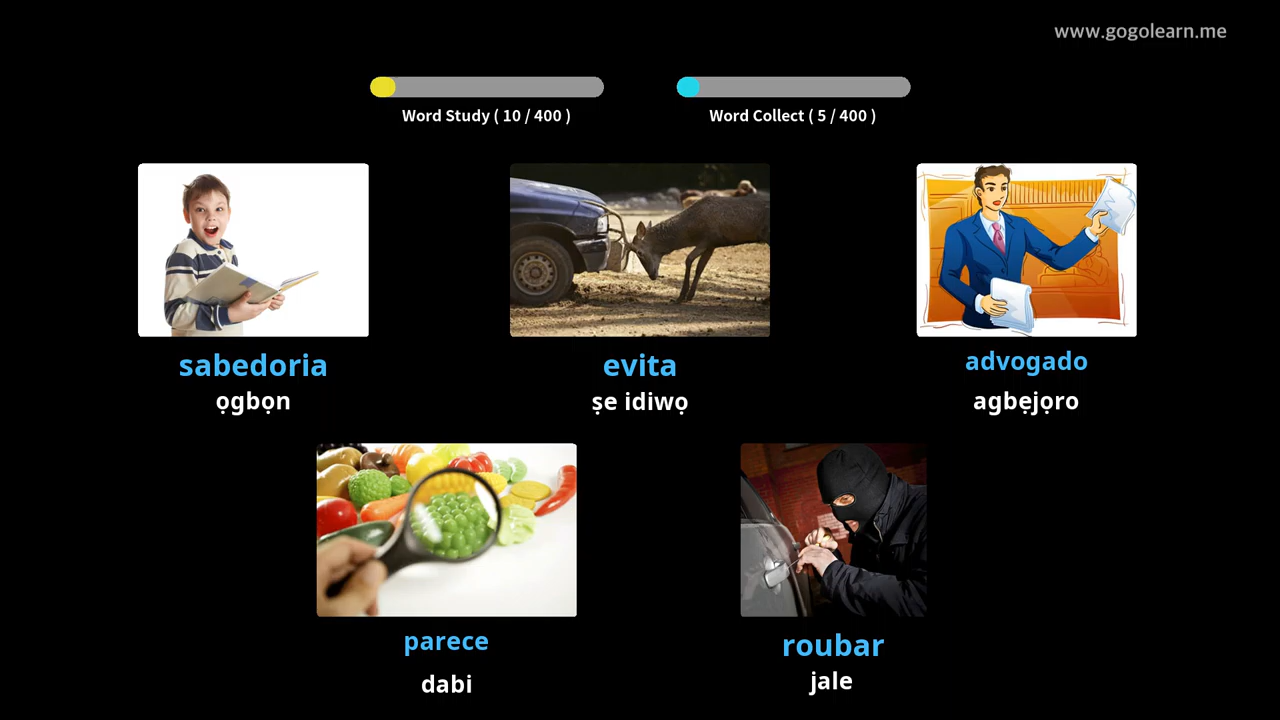 www.gogolearn.me
Word Study ( 10 / 400 )
Word Collect ( 5 / 400 )
sabedoria
ọgbọn
evita
ṣe idiwọ
advogado
agbẹjọro
parece
dabi
roubar
jale